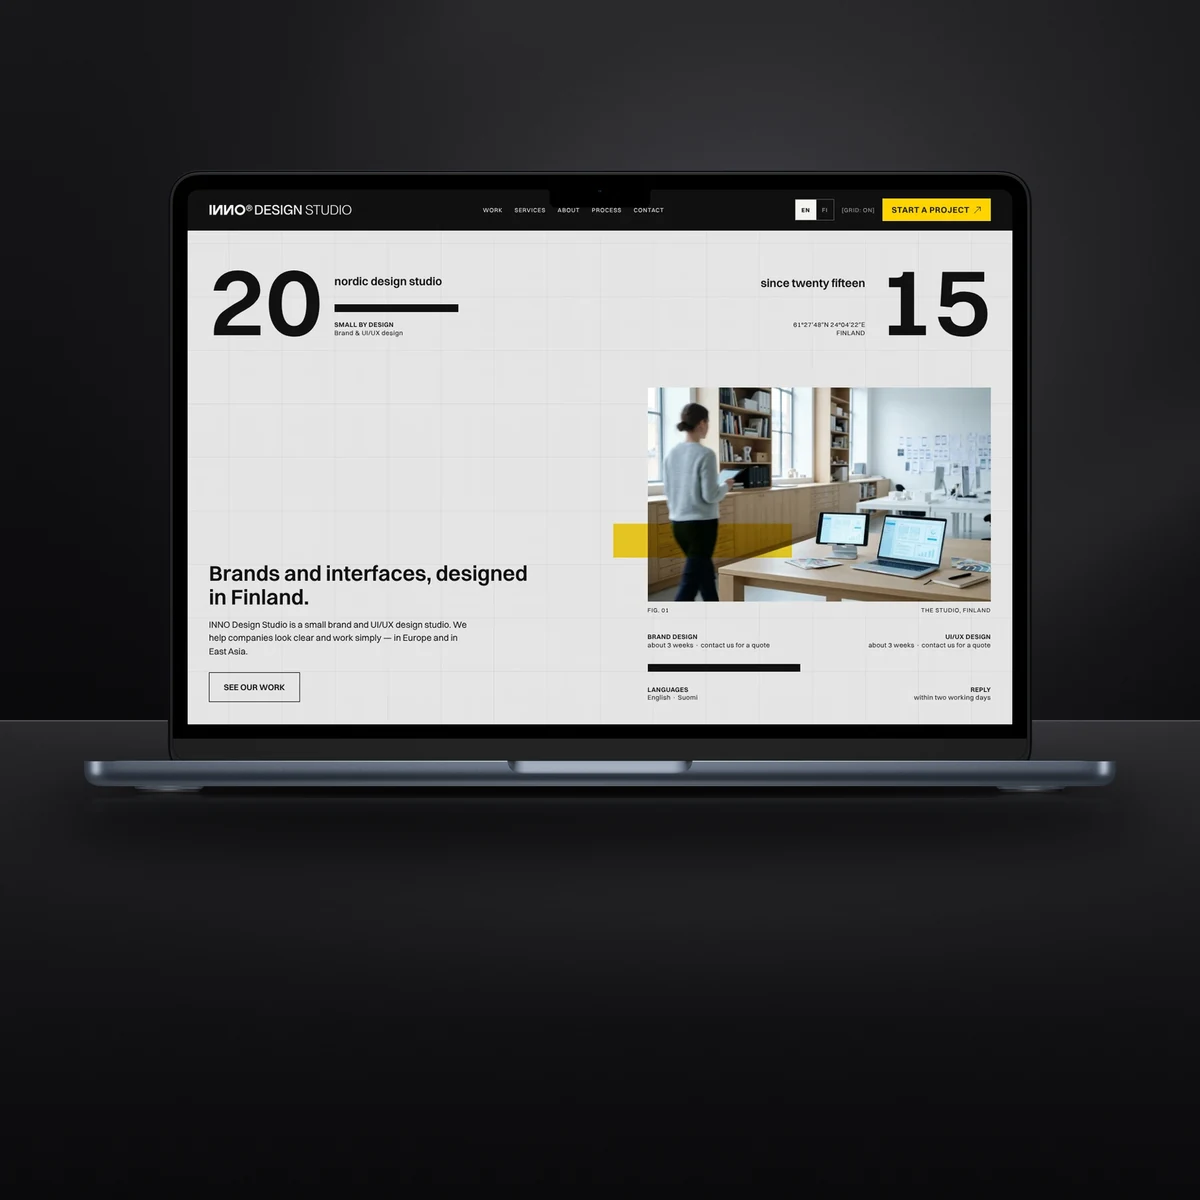 INNO® DESIGN STUDIO
WORK SERVICES ABOUT PROCESS CONTACT
EN FI [GRID: ON] START A PROJECT
20
nordic design studio
SMALL BY DESIGN
Brand & UI/UX design
since twenty fifteen
61°27'48"N 24°04'22"E
FINLAND
15
Brands and interfaces, designed
in Finland.
INNO Design Studio is a small brand and UI/UX design studio. We
help companies look clear and work simply — in Europe and in
East Asia.
SEE OUR WORK
FIG. 01
THE STUDIO, FINLAND
BRAND DESIGN
about 3 weeks · contact us for a quote
UI/UX DESIGN
about 3 weeks · contact us for a quote
LANGUAGES
English · Suomi
REPLY
within two working days